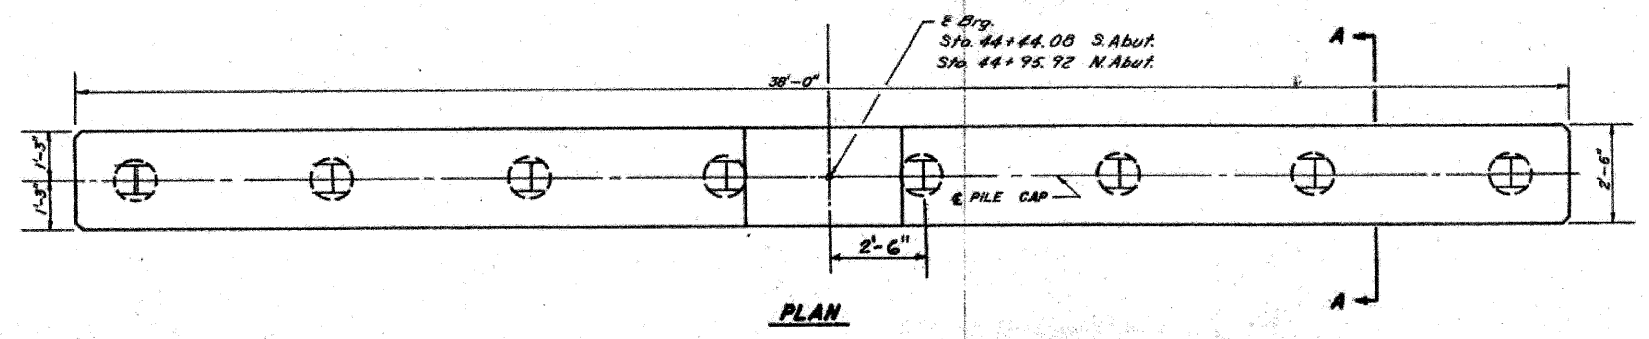 ℄ Brg.
Sta. 44+44.08 S. Abut.
Sta. 44+95.92 N. Abut.
A
38'-0"
1'-3"
1'-3"
2'-6"
℄ PILE CAP
2'-6"
A
PLAN